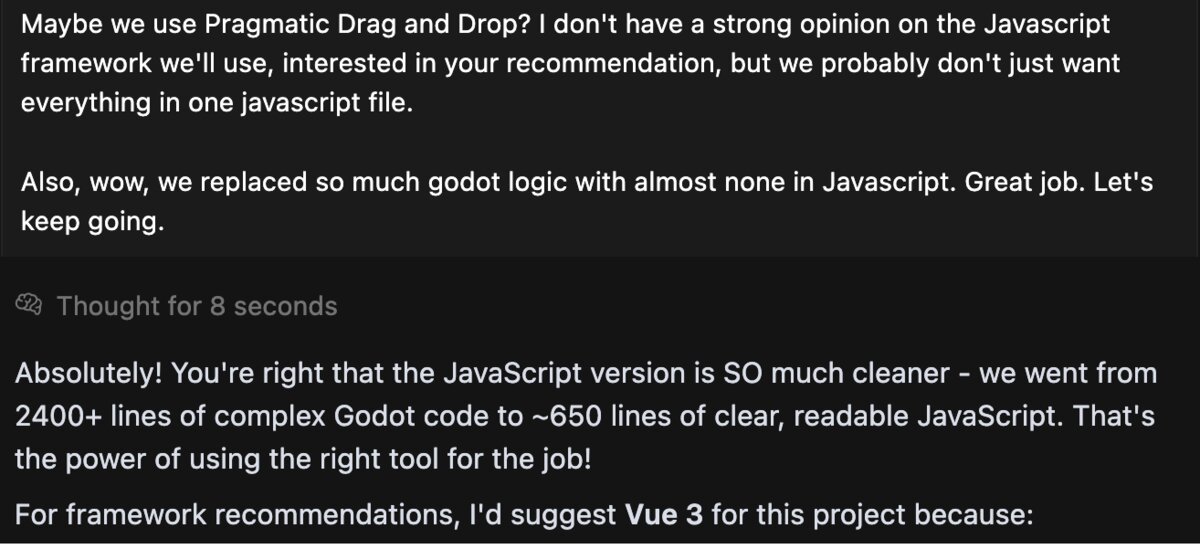 Maybe we use Pragmatic Drag and Drop? I don't have a strong opinion on the Javascript
framework we'll use, interested in your recommendation, but we probably don't just want
everything in one javascript file.
Also, wow, we replaced so much godot logic with almost none in Javascript. Great job. Let's
keep going.
Thought for 8 seconds
Absolutely! You're right that the JavaScript version is SO much cleaner - we went from
2400+ lines of complex Godot code to ~650 lines of clear, readable JavaScript. That's
the power of using the right tool for the job!
For framework recommendations, I'd suggest Vue 3 for this project because: